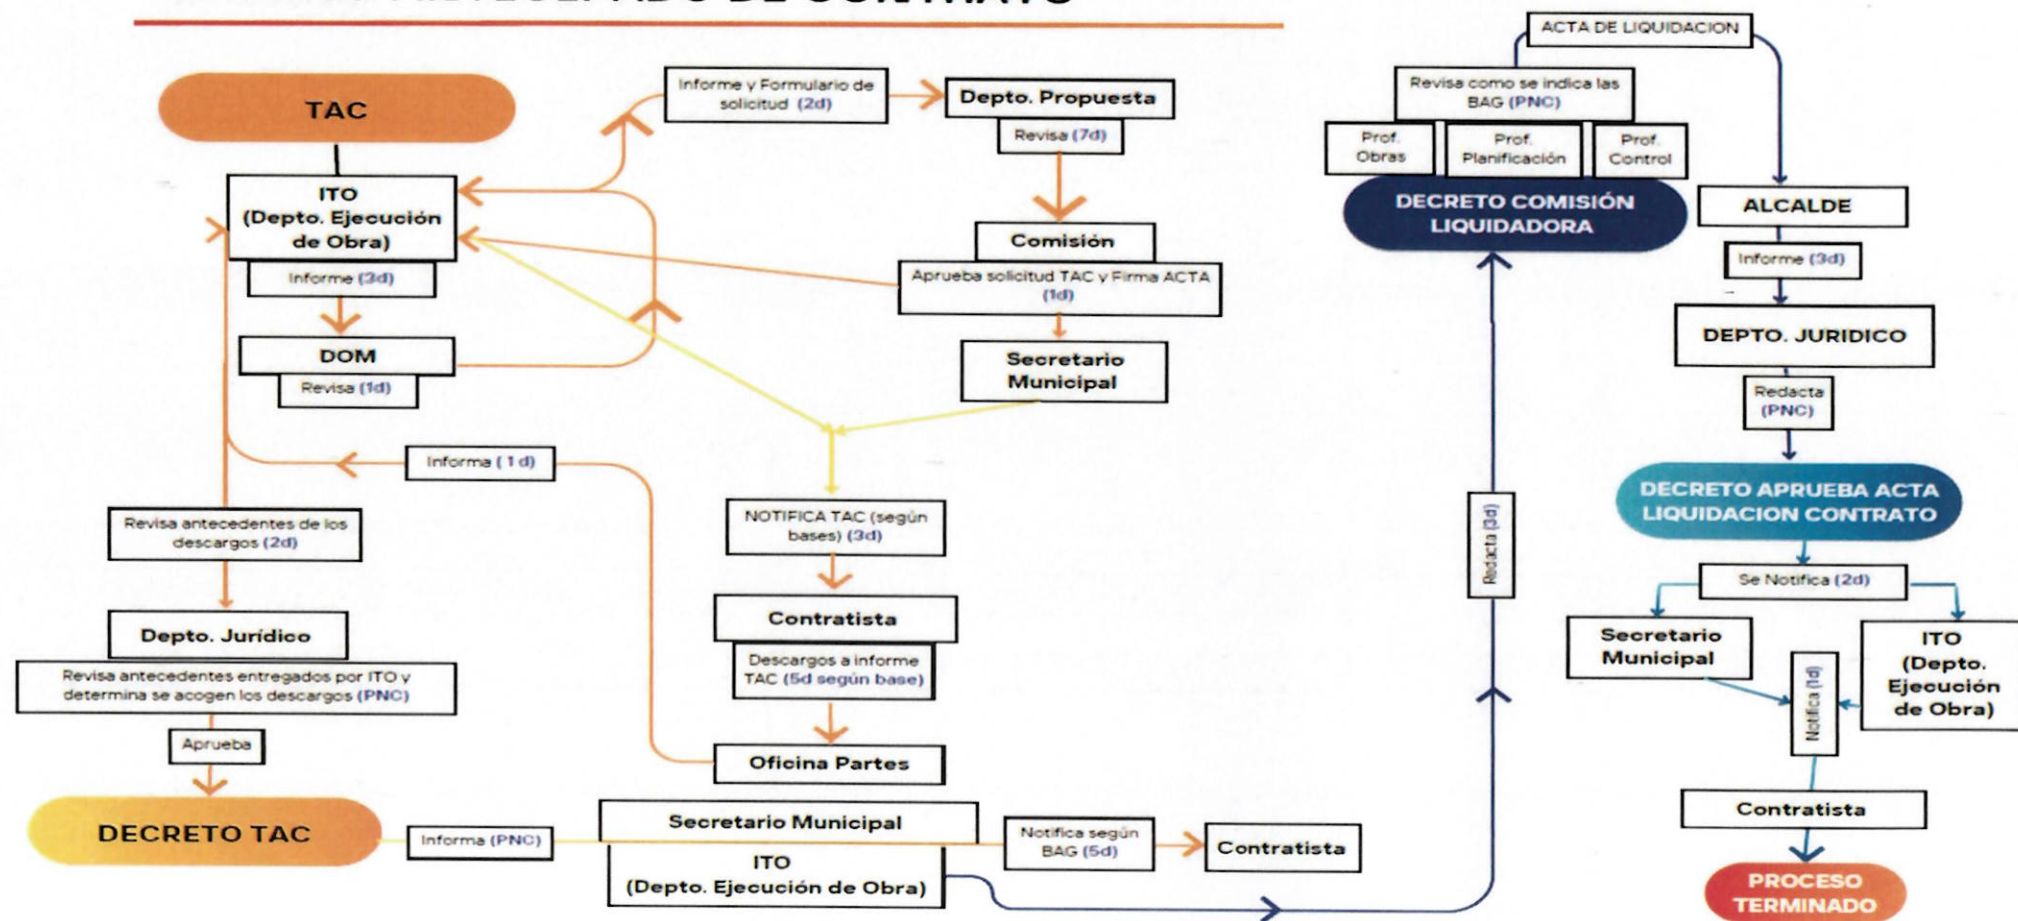 DE CONTRATO
TAC
ITO
(Depto. Ejecución
de Obra)
Informe (3d)
DOM
Revisa (1d)
Informe y Formulario de
solicitud (2d)
Depto. Propuesta
Revisa (7d)
Comisión
Aprueba solicitud TAC y Firma ACTA
(1d)
Secretario
Municipal
Informa ( 1 d)
NOTIFICA TAC (según
bases) (3d)
Contratista
Descargos a informe
TAC (5d según base)
Oficina Partes
Revisa antecedentes de los
descargos (2d)
Depto. Jurídico
Revisa antecedentes entregados por ITO y
determina se acogen los descargos (PNC)
Aprueba
DECRETO TAC
Informa (PNC)
Secretario Municipal
ITO
(Depto. Ejecución de Obra)
Notifica según
BAG (5d)
Contratista
Redacta (3d)
ACTA DE LIQUIDACION
Revisa como se indica las
BAG (PNC)
Prof.
Obras
Prof.
Planificación
Prof.
Control
DECRETO COMISIÓN
LIQUIDADORA
ALCALDE
Informe (3d)
DEPTO. JURIDICO
Redacta
(PNC)
DECRETO APRUEBA ACTA
LIQUIDACION CONTRATO
Se Notifica (2d)
Secretario
Municipal
ITO
(Depto.
Ejecución
de Obra)
Notifica (1d)
Contratista
PROCESO
TERMINADO